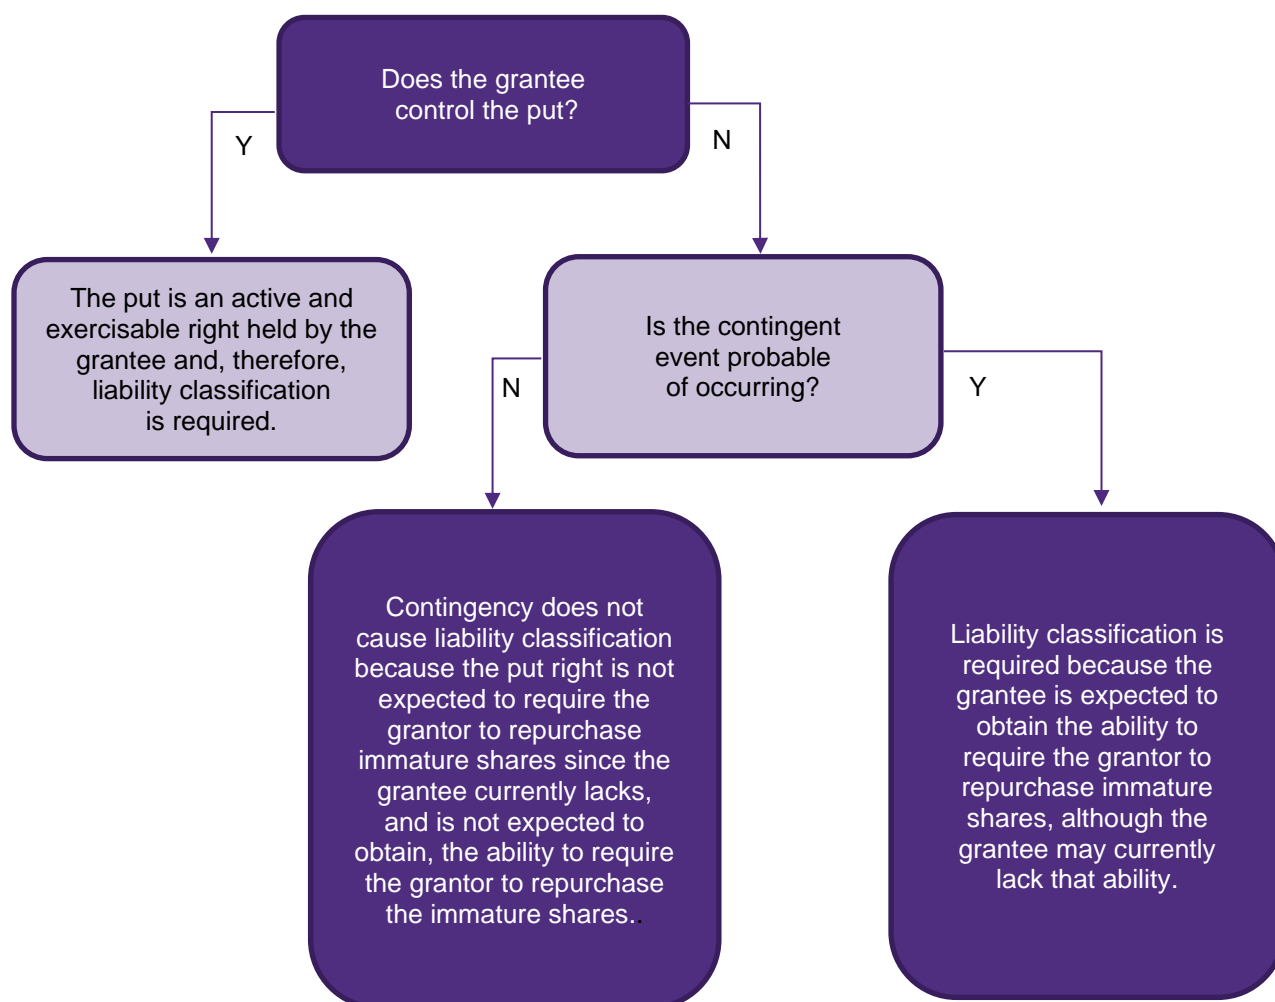 Does the grantee
control the put?
Y
N
The put is an active and
exercisable right held by the
grantee and, therefore,
liability classification
is required.
Is the contingent
event probable
of occurring?
N
Y
Contingency does not
cause liability classification
because the put right is not
expected to require the
grantor to repurchase
immature shares since the
grantee currently lacks,
and is not expected to
obtain, the ability to require
the grantor to repurchase
the immature shares..
Liability classification is
required because the
grantee is expected to
obtain the ability to
require the grantor to
repurchase immature
shares, although the
grantee may currently
lack that ability.